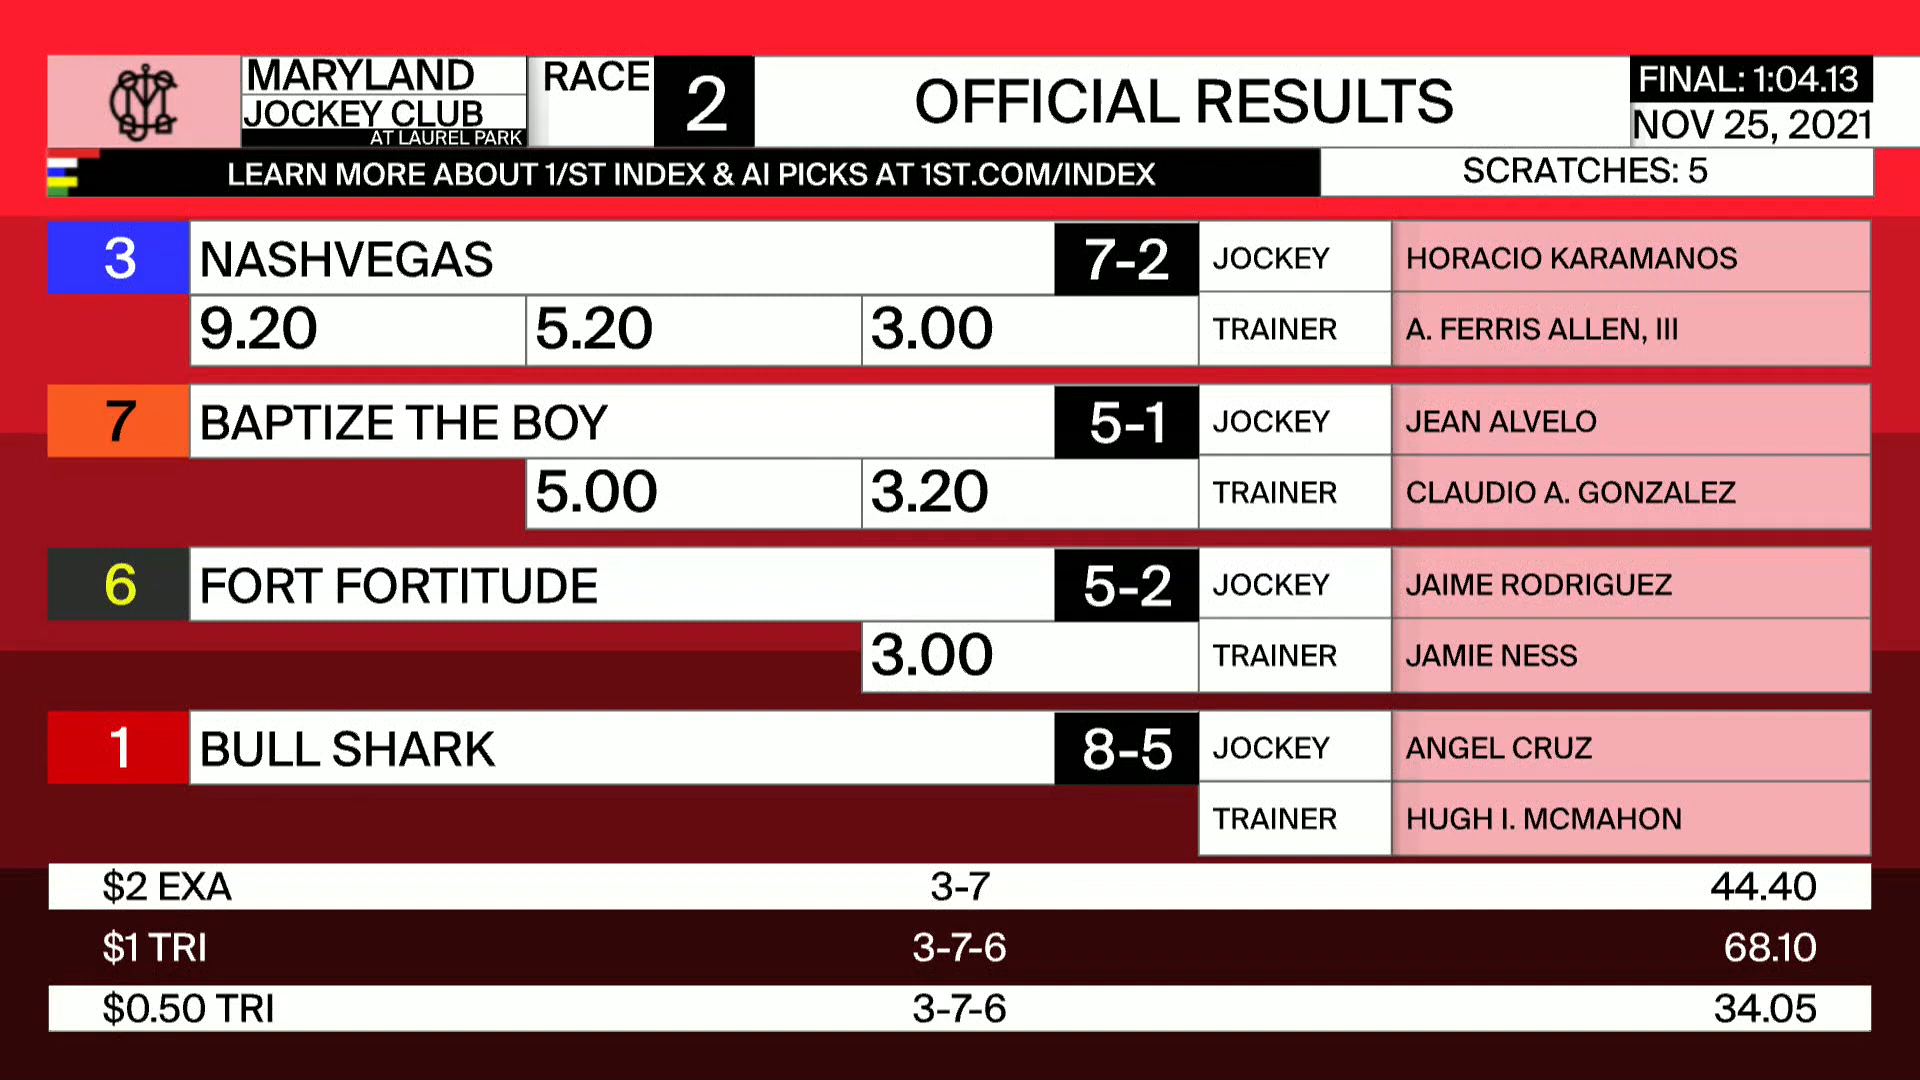 MARYLAND
JOCKEY CLUB
AT LAUREL PARK
RACE 2
OFFICIAL RESULTS
FINAL: 1:04.13
NOV 25, 2021
LEARN MORE ABOUT 1/ST INDEX & AI PICKS AT 1ST.COM/INDEX
SCRATCHES: 5
3 NASHVEGAS 7-2 JOCKEY HORACIO KARAMANOS
9.20 5.20 3.00 TRAINER A. FERRIS ALLEN, III
7 BAPTIZE THE BOY 5-1 JOCKEY JEAN ALVELO
5.00 3.20 TRAINER CLAUDIO A. GONZALEZ
6 FORT FORTITUDE 5-2 JOCKEY JAIME RODRIGUEZ
3.00 TRAINER JAMIE NESS
1 BULL SHARK 8-5 JOCKEY ANGEL CRUZ
TRAINER HUGH I. MCMAHON
$2 EXA 3-7 44.40
$1 TRI 3-7-6 68.10
$0.50 TRI 3-7-6 34.05